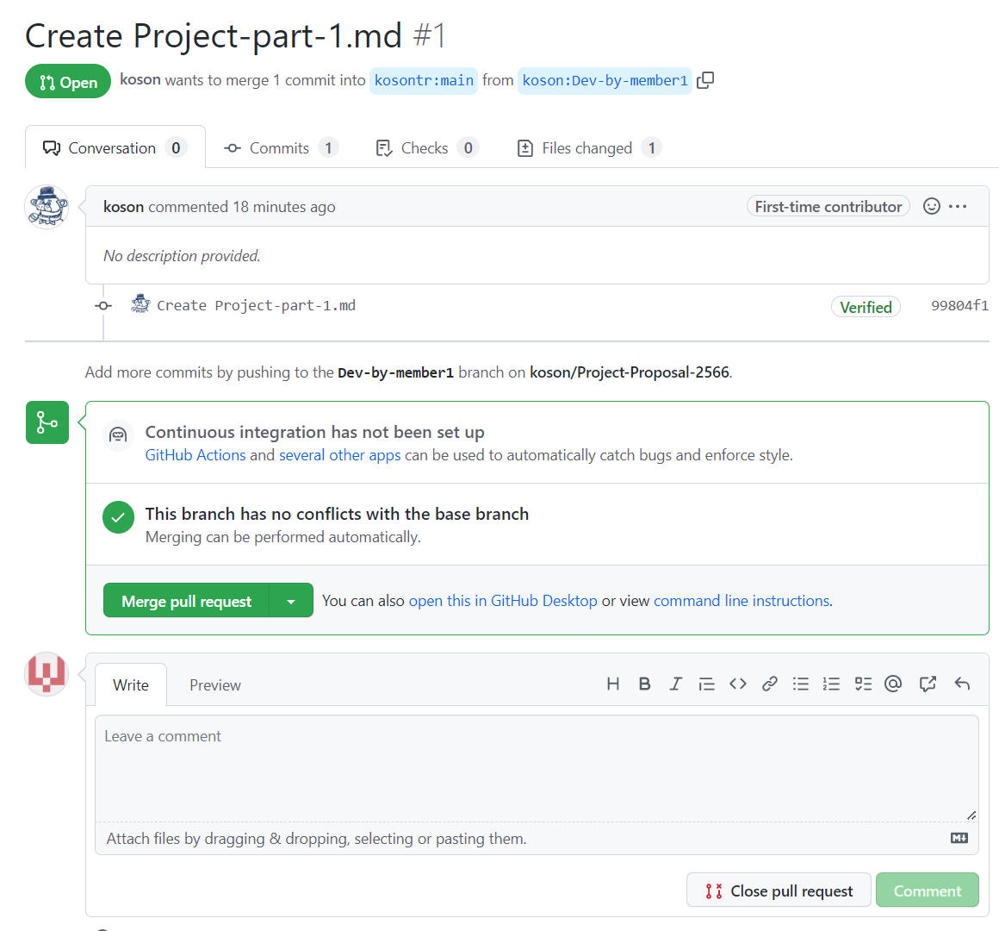 Create Project-part-1.md #1
Open koson wants to merge 1 commit into kosontr:main from koson:Dev-by-member1
Conversation 0 Commits 1 Checks 0 Files changed 1
koson commented 18 minutes ago First-time contributor
No description provided.
Create Project-part-1.md Verified 99804f1
Add more commits by pushing to the Dev-by-member1 branch on koson/Project-Proposal-2566.
Continuous integration has not been set up
GitHub Actions and several other apps can be used to automatically catch bugs and enforce style.
This branch has no conflicts with the base branch
Merging can be performed automatically.
Merge pull request You can also open this in GitHub Desktop or view command line instructions.
Write Preview
Leave a comment
Attach files by dragging & dropping, selecting or pasting them.
Close pull request Comment